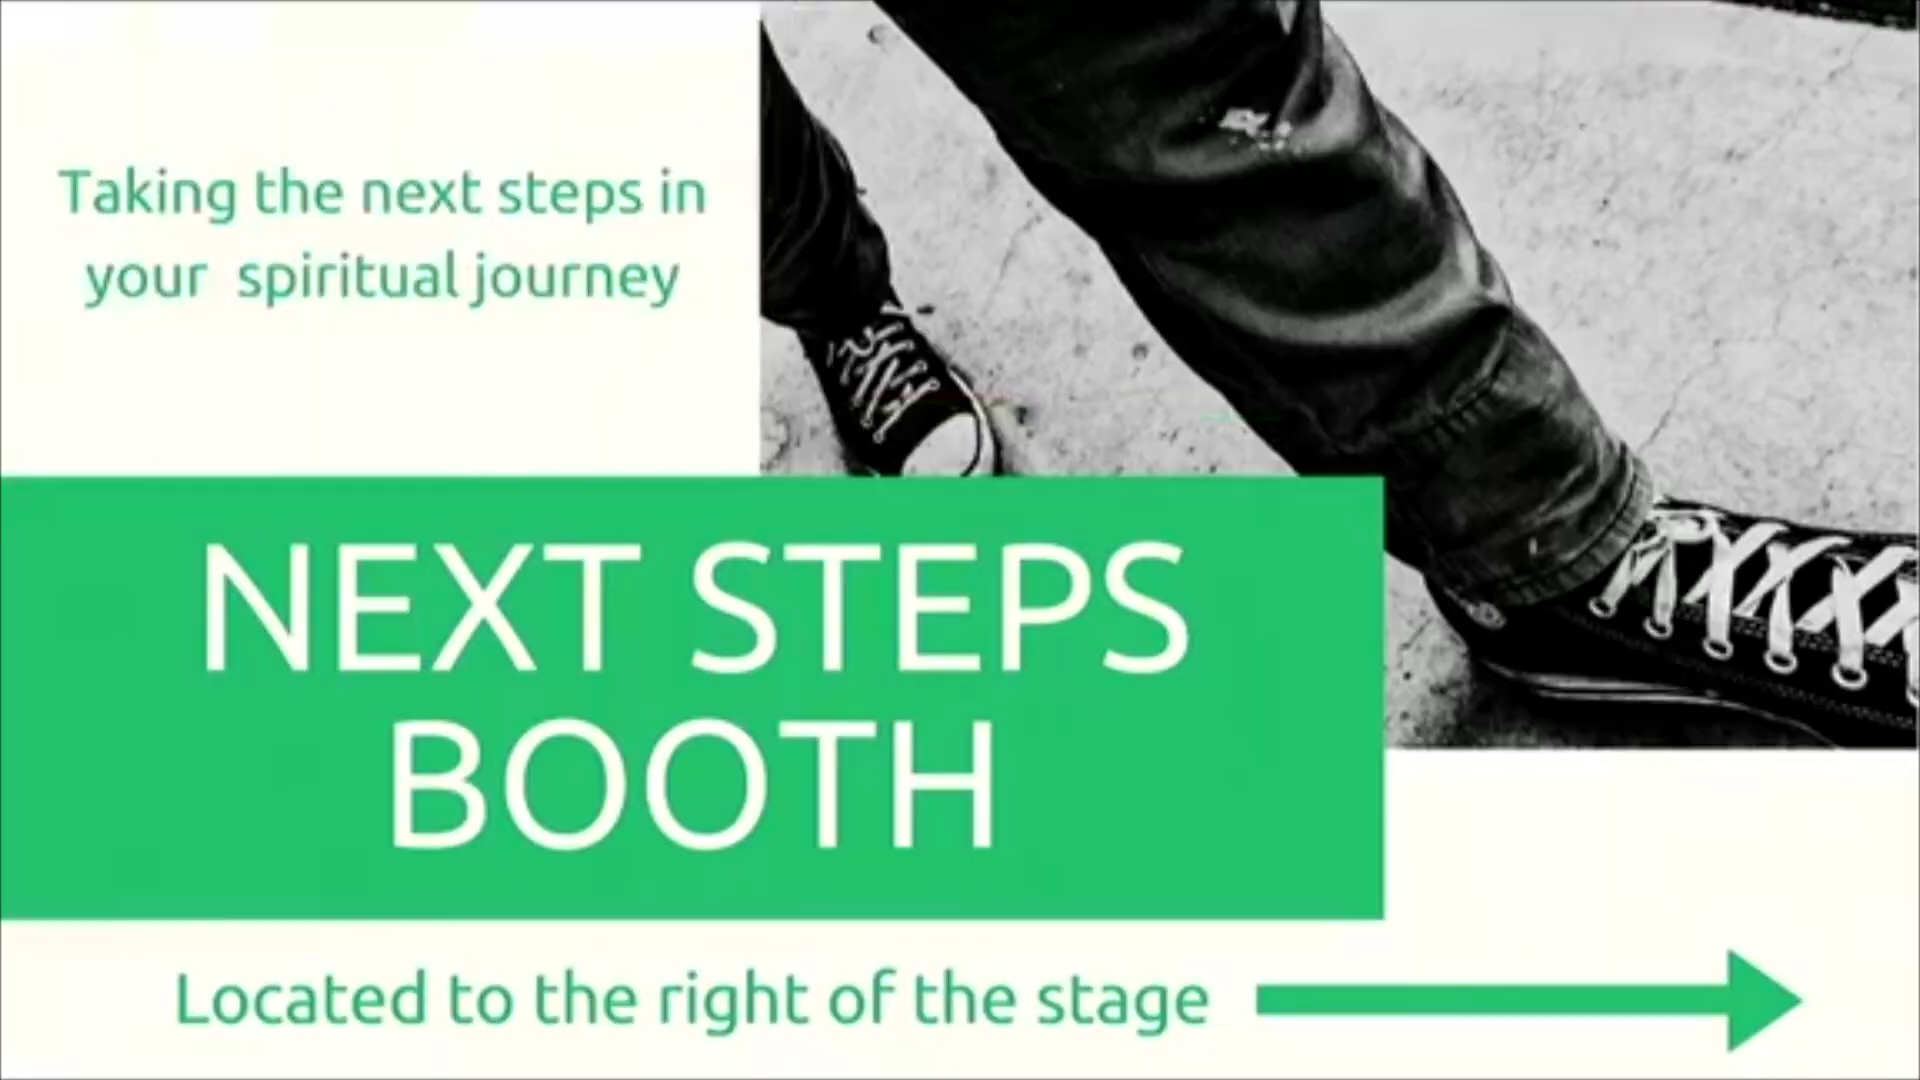 Taking the next steps in
your spiritual journey
NEXT STEPS
BOOTH
Located to the right of the stage